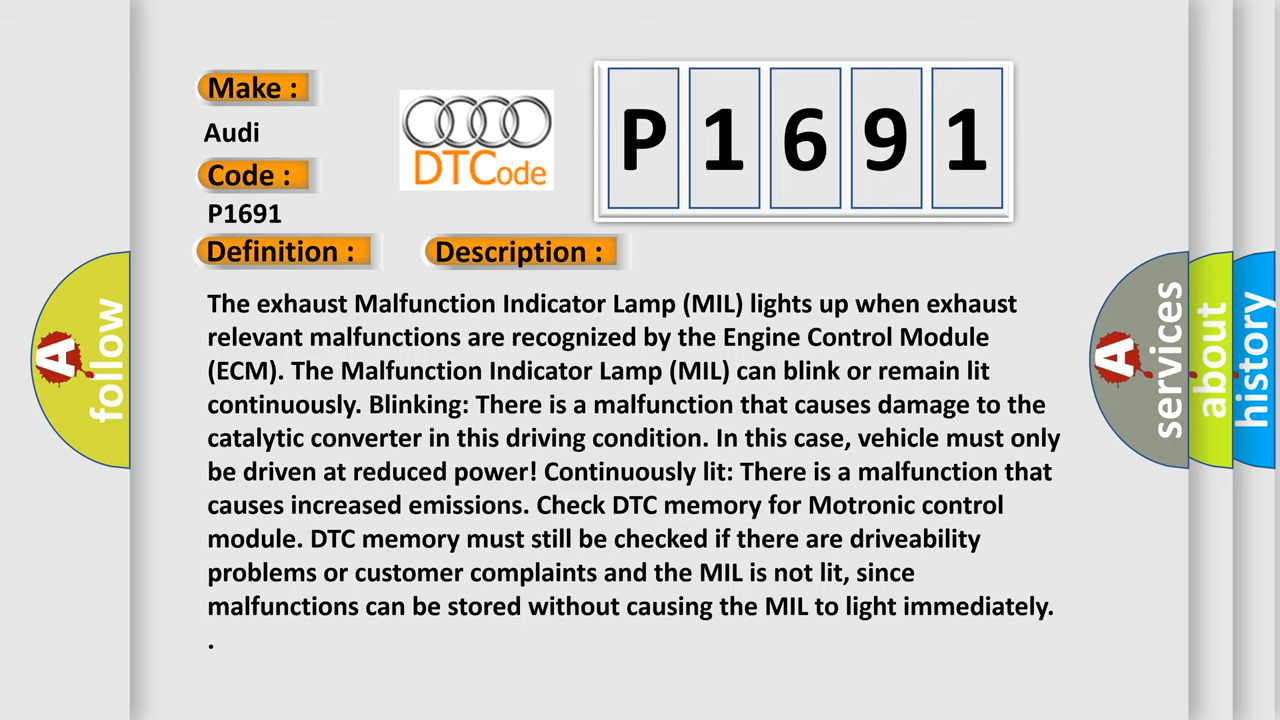 Make :
Audi
Code :
P1691
DTCode
P1691
Definition :
Description :
The exhaust Malfunction Indicator Lamp (MIL) lights up when exhaust
relevant malfunctions are recognized by the Engine Control Module
(ECM). The Malfunction Indicator Lamp (MIL) can blink or remain lit
continuously. Blinking: There is a malfunction that causes damage to the
catalytic converter in this driving condition. In this case, vehicle must only
be driven at reduced power! Continuously lit: There is a malfunction that
causes increased emissions. Check DTC memory for Motronic control
module. DTC memory must still be checked if there are driveability
problems or customer complaints and the MIL is not lit, since
malfunctions can be stored without causing the MIL to light immediately.
.
A
follow
A
services
about
history